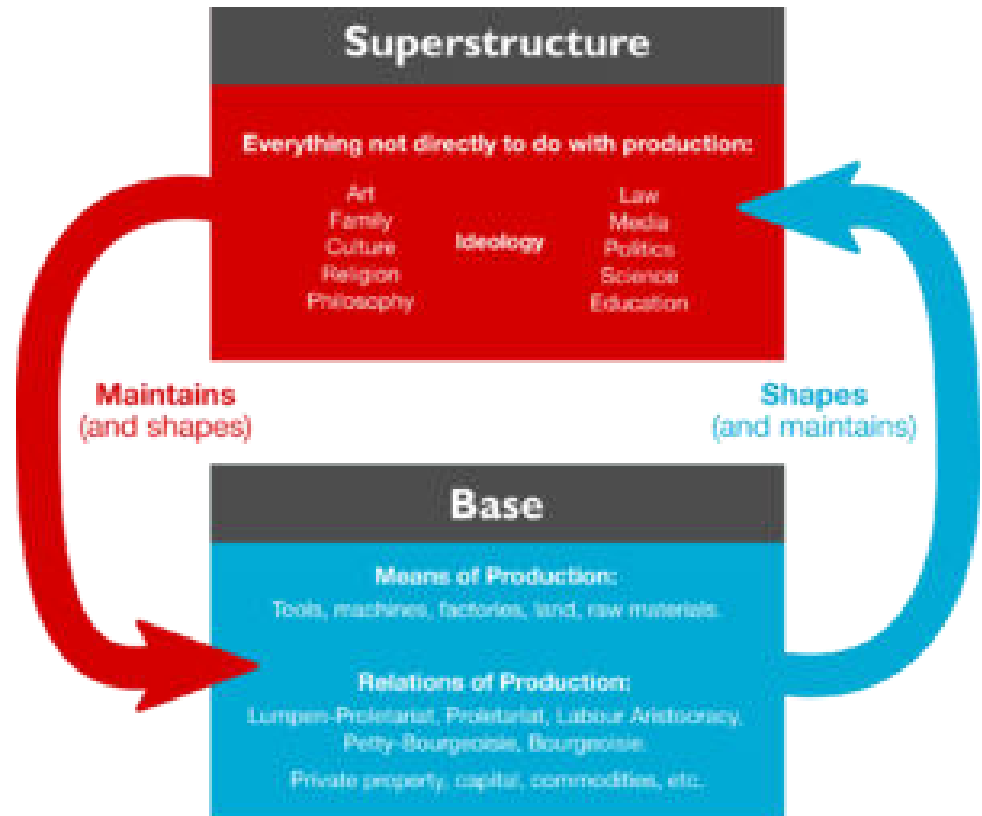 Superstructure
Everything not directly to do with production:
Art
Family
Culture
Religion
Philosophy
Ideology
Law
Media
Politics
Science
Education
Maintains
(and shapes)
Shapes
(and maintains)
Base
Means of Production:
Tools, machines, factories, land, raw materials.
Relations of Production:
Lumpen-Proletariat, Proletariat, Labour Aristocracy,
Petty-Bourgeoisie, Bourgeoisie.
Private property, capital, commodities, etc.